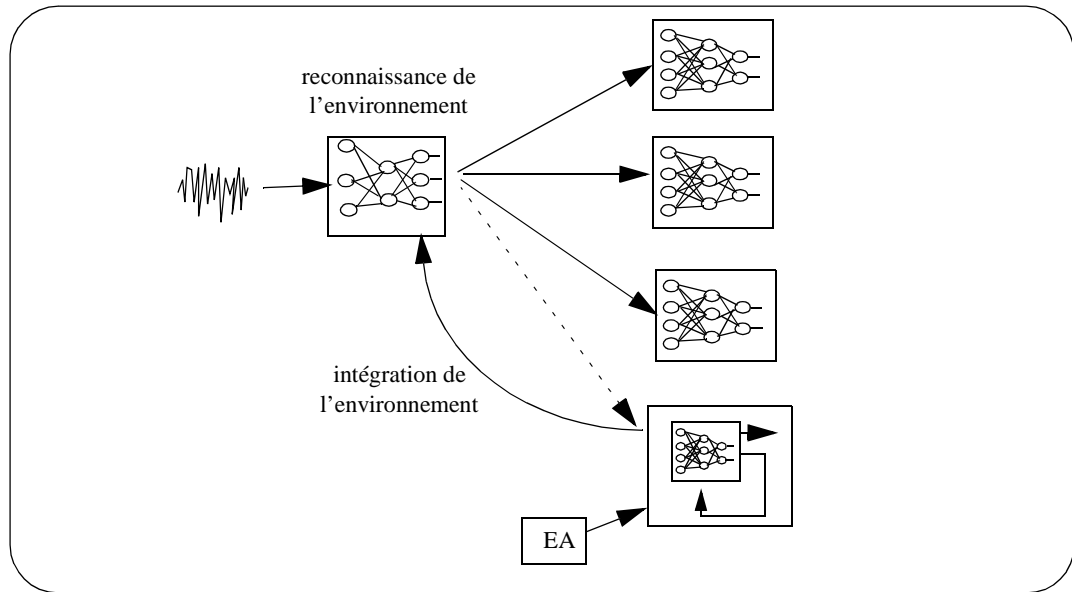 reconnaissance de
l’environnement
intégration de
l’environnement
EA